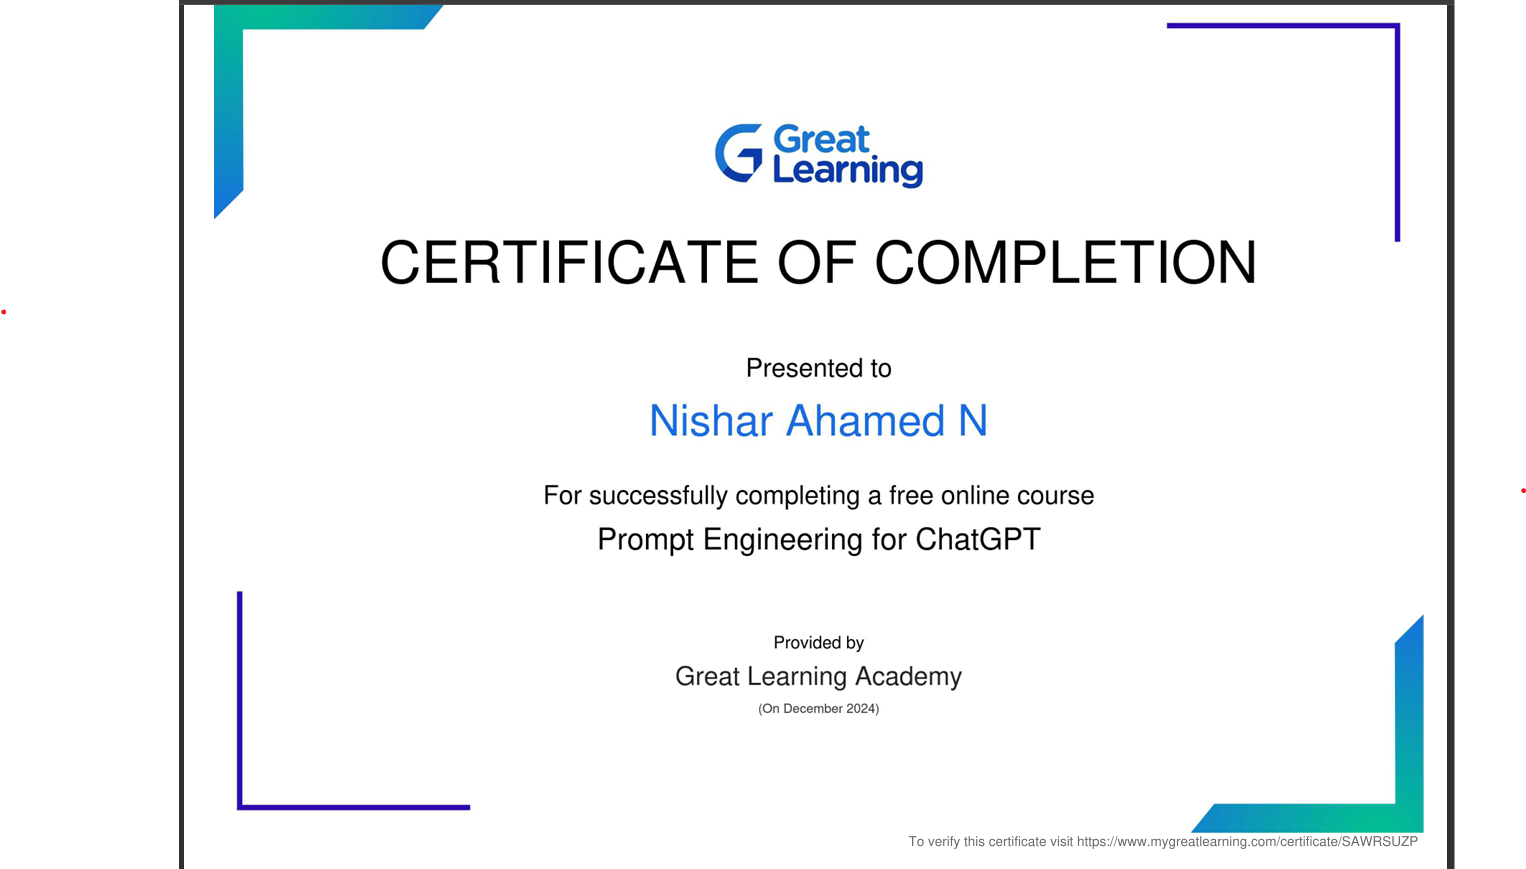 Great
Learning
CERTIFICATE OF COMPLETION
Presented to
Nishar Ahamed N
For successfully completing a free online course
Prompt Engineering for ChatGPT
Provided by
Great Learning Academy
(On December 2024)
To verify this certificate visit https://www.mygreatlearning.com/certificate/SAWRSUZP